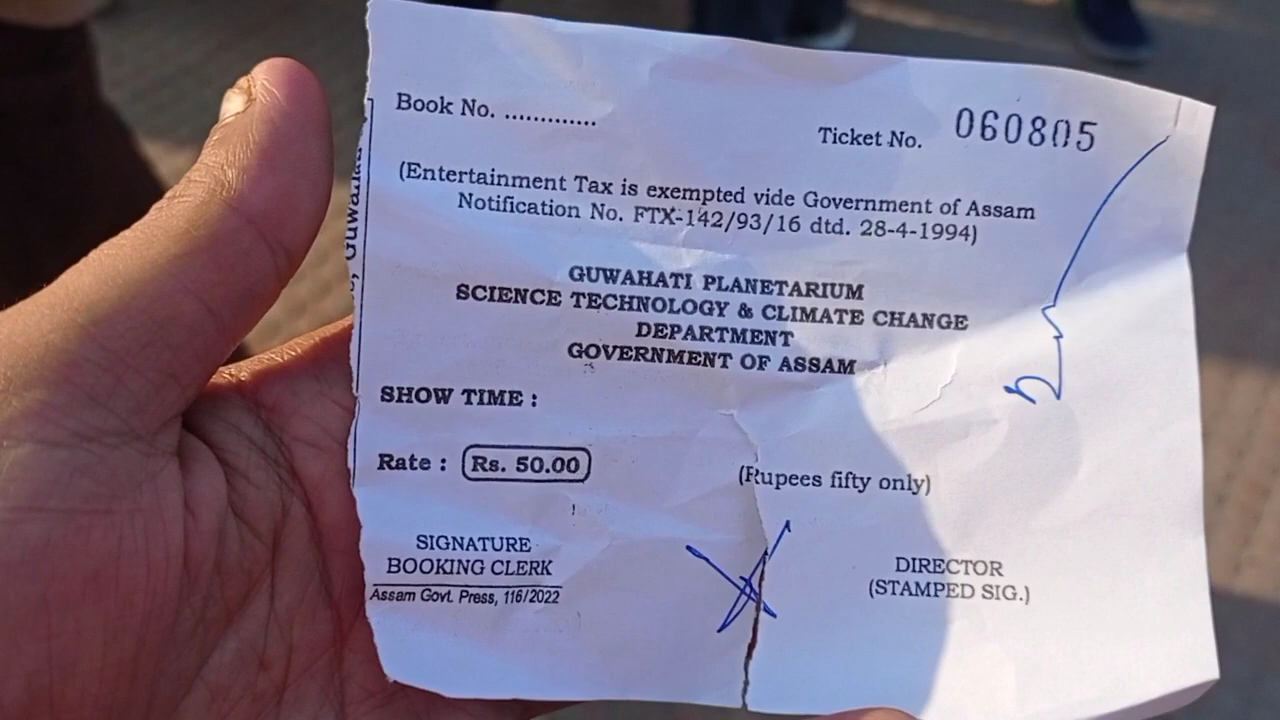 Book No. .............
Ticket No. 060805
(Entertainment Tax is exempted vide Government of Assam
Notification No. FTX-142/93/16 dtd. 28-4-1994)
GUWAHATI PLANETARIUM
SCIENCE TECHNOLOGY & CLIMATE CHANGE
DEPARTMENT
GOVERNMENT OF ASSAM
SHOW TIME :
Rate : Rs. 50.00
(Rupees fifty only)
SIGNATURE
BOOKING CLERK
DIRECTOR
(STAMPED SIG.)
Assam Govt. Press, 116/2022